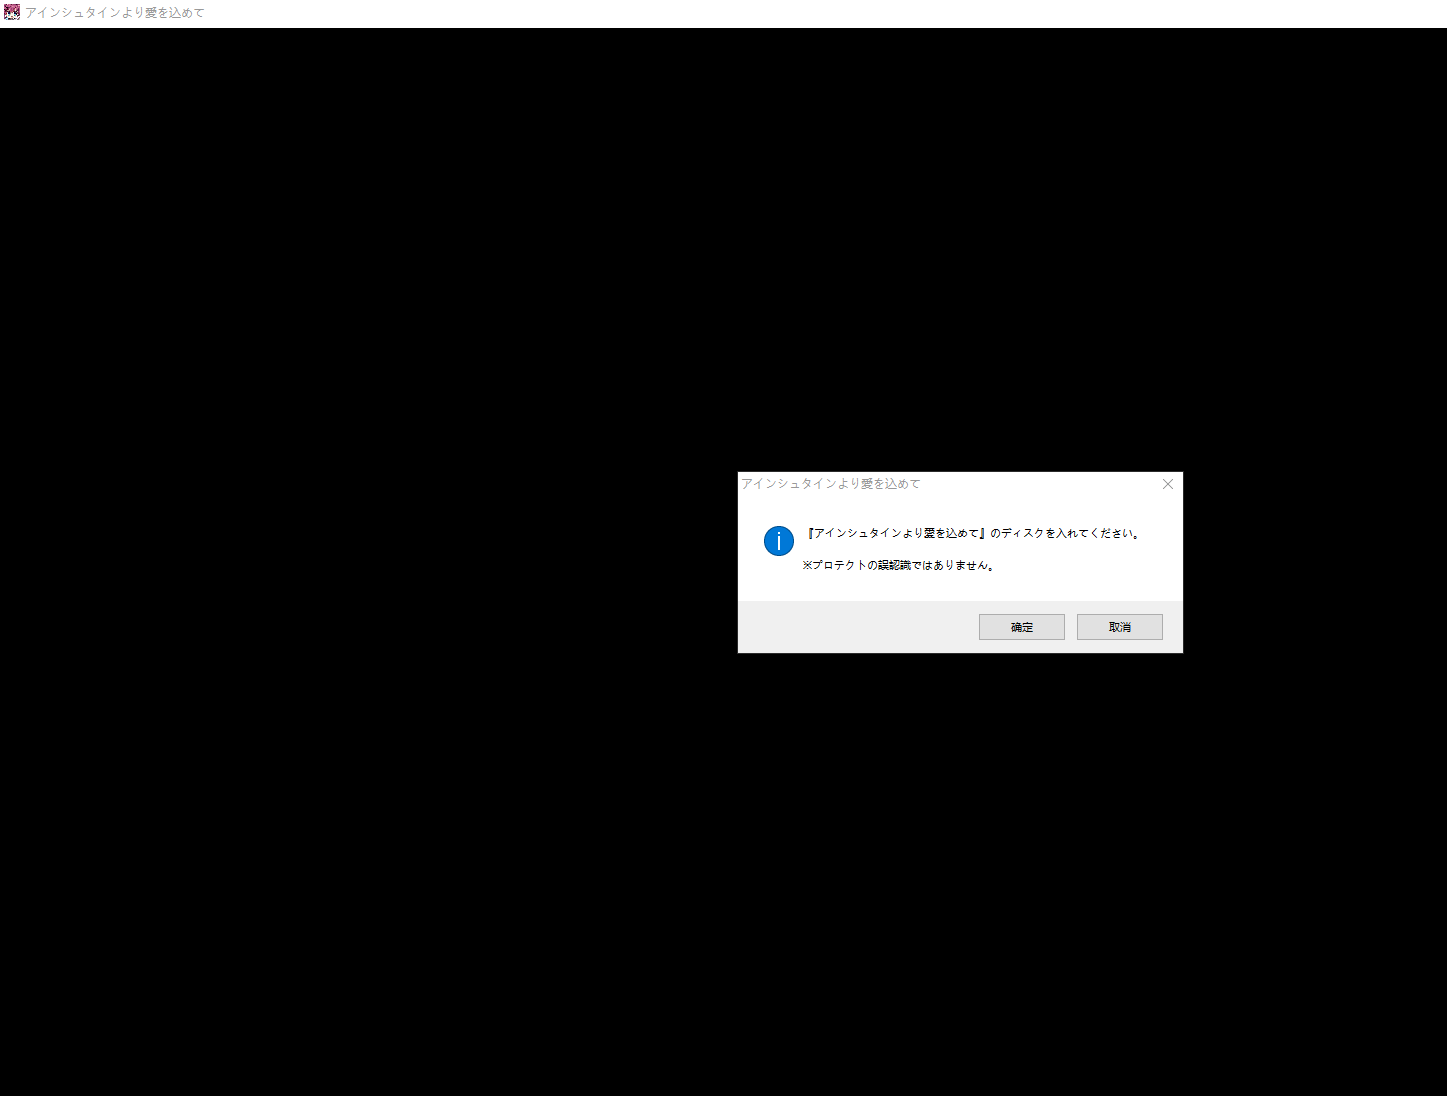 アインシュタインより愛を込めて
アインシュタインより愛を込めて
『アインシュタインより愛を込めて』のディスクを入れてください。
※プロテクトの誤認識ではありません。
确定
取消